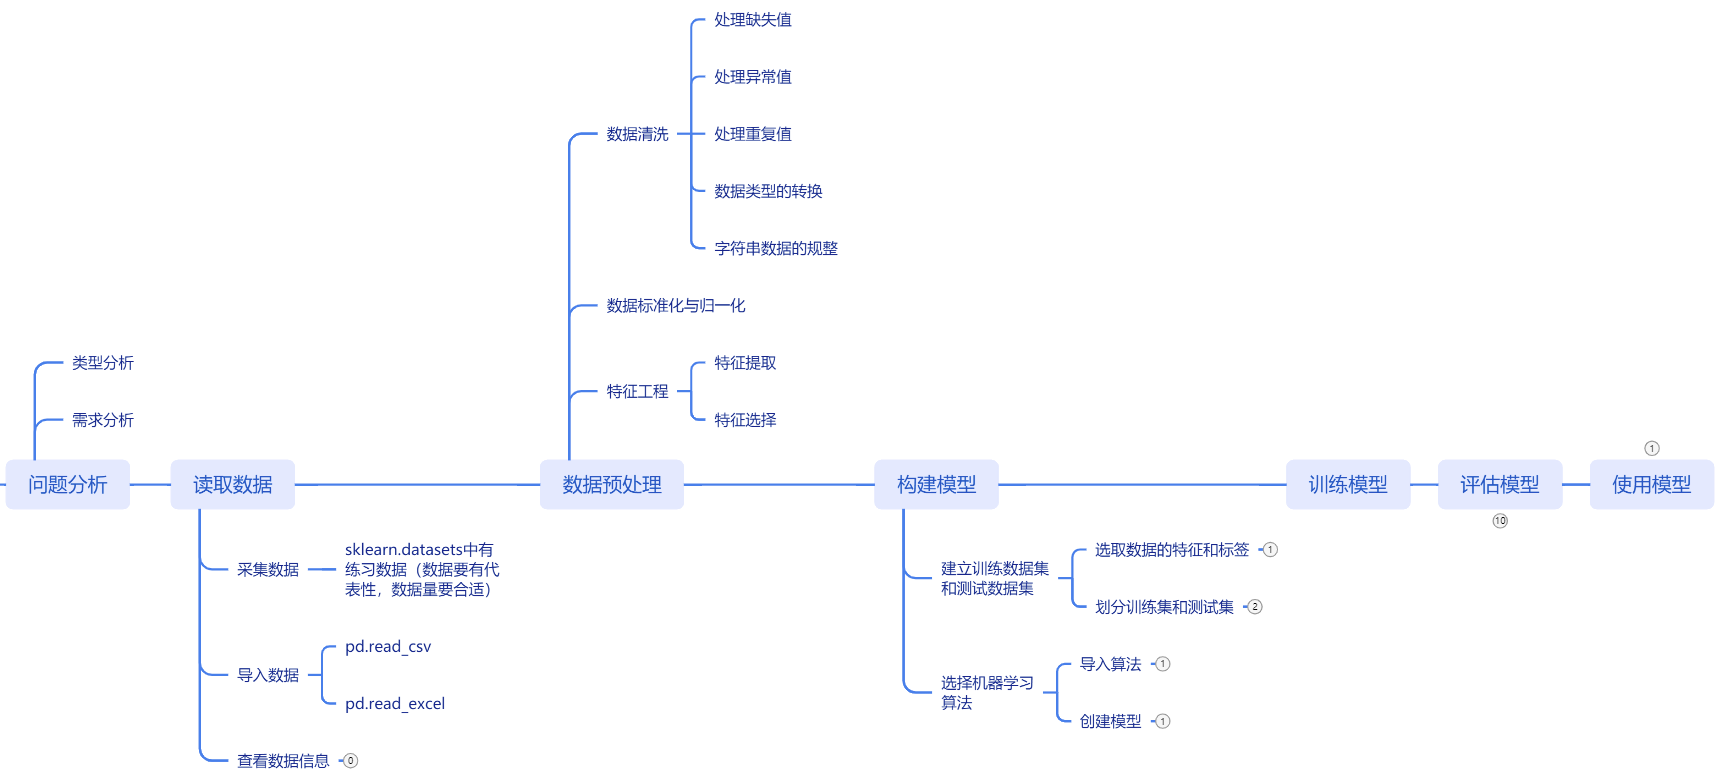 处理缺失值
处理异常值
数据清洗
处理重复值
数据类型的转换
字符串数据的规整
数据标准化与归一化
类型分析
特征提取
特征工程
需求分析
特征选择
1
问题分析
读取数据
数据预处理
构建模型
训练模型
评估模型
使用模型
10
采集数据
sklearn.datasets中有
练习数据（数据要有代
表性，数据量要合适）
导入数据
pd.read_csv
pd.read_excel
查看数据信息
0
建立训练数据集
和测试数据集
选取数据的特征和标签
1
划分训练集和测试集
2
选择机器学习
算法
导入算法
1
创建模型
1